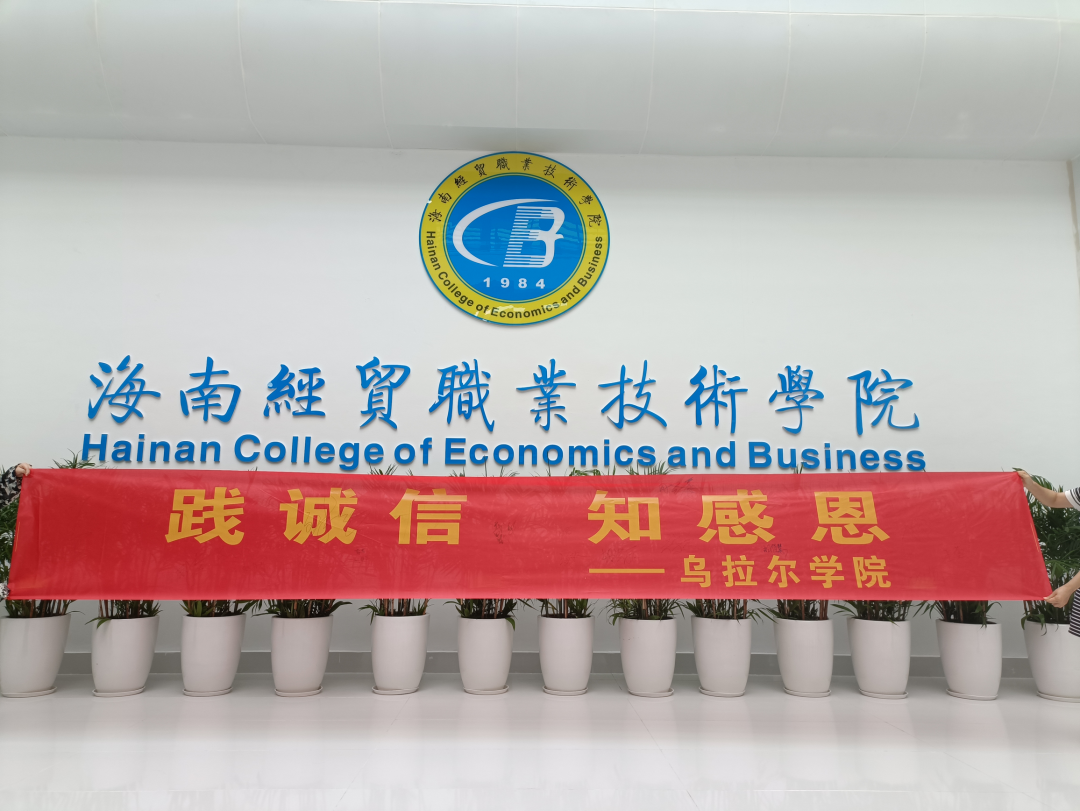 海南經貿職業技術學院
Hainan College of Economics and Business
1984
海南經貿職業技術學院
Hainan College of Economics and Business
践诚信 知感恩
——乌拉尔学院